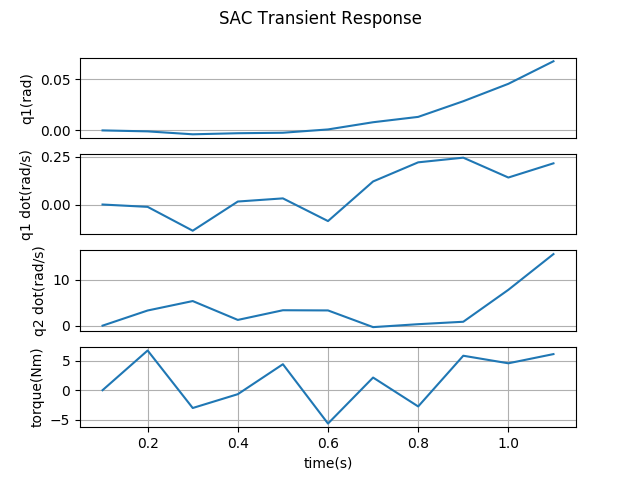 SAC Transient Response
q1(rad)
0.05
0.00
q1 dot(rad/s)
0.25
0.00
q2 dot(rad/s)
10
0
torque(Nm)
5
0
−5
0.2 0.4 0.6 0.8 1.0
time(s)